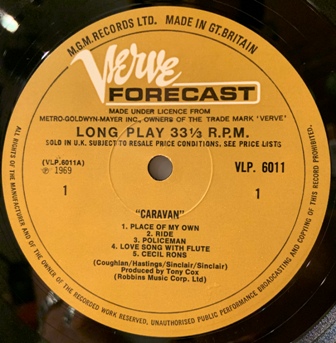 M.G.M. RECORDS LTD. MADE IN GT. BRITAIN
Verve
FORECAST
MADE UNDER LICENCE FROM
METRO-GOLDWYN-MAYER INC., OWNERS OF THE TRADE MARK 'VERVE'
LONG PLAY 33⅓ R.P.M.
SOLD IN U.K. SUBJECT TO RESALE PRICE CONDITIONS, SEE PRICE LISTS
(VLP.6011A)
℗ 1969
VLP. 6011
1
1
"CARAVAN"
1. PLACE OF MY OWN
2. RIDE
3. POLICEMAN
4. LOVE SONG WITH FLUTE
5. CECIL RONS
(Coughlan/Hastings/Sinclair/Sinclair)
Produced by Tony Cox
(Robbins Music Corp. Ltd)
ALL RIGHTS OF THE MANUFACTURER AND OF THE OWNER OF THE RECORDED WORK RESERVED. UNAUTHORISED PUBLIC PERFORMANCE BROADCASTING AND COPYING OF THIS RECORD PROHIBITED